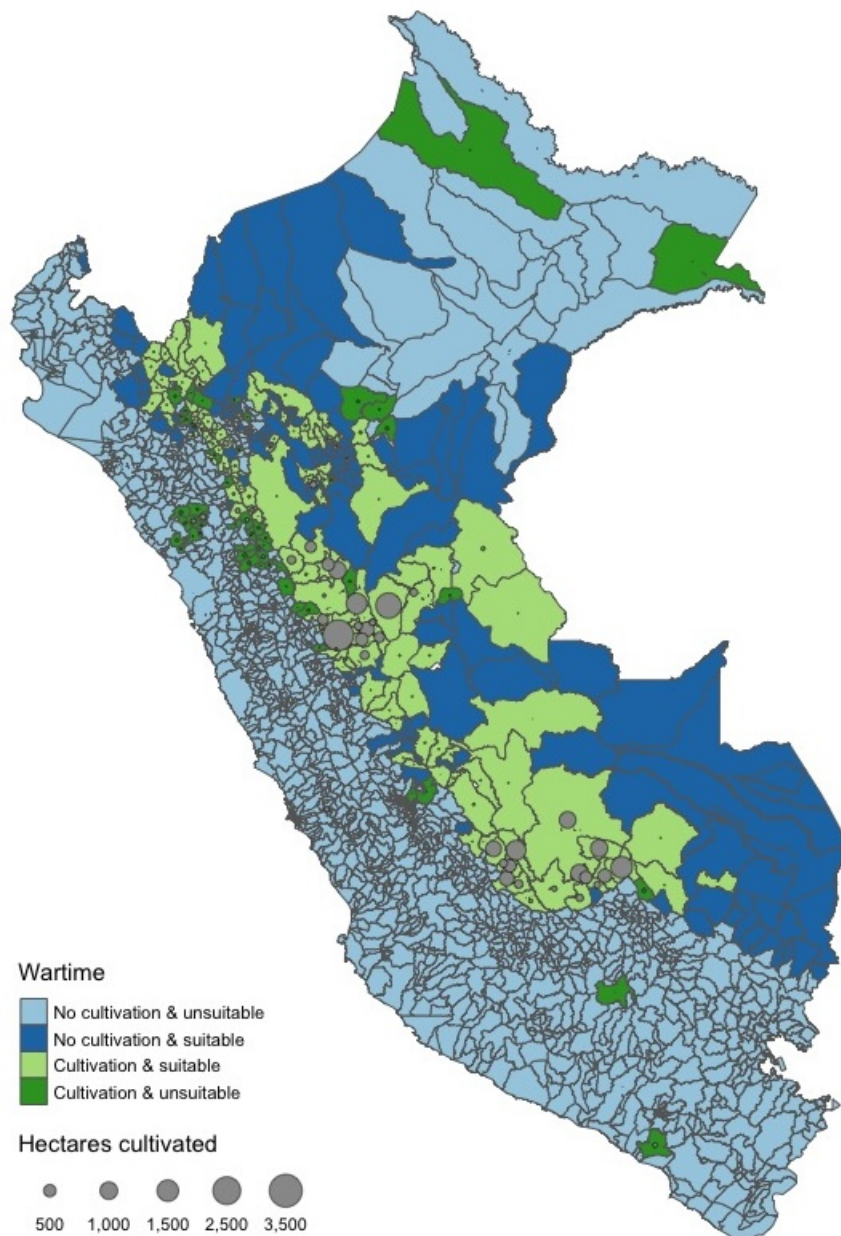 Wartime
No cultivation & unsuitable
No cultivation & suitable
Cultivation & suitable
Cultivation & unsuitable
Hectares cultivated
500 1,000 1,500 2,500 3,500